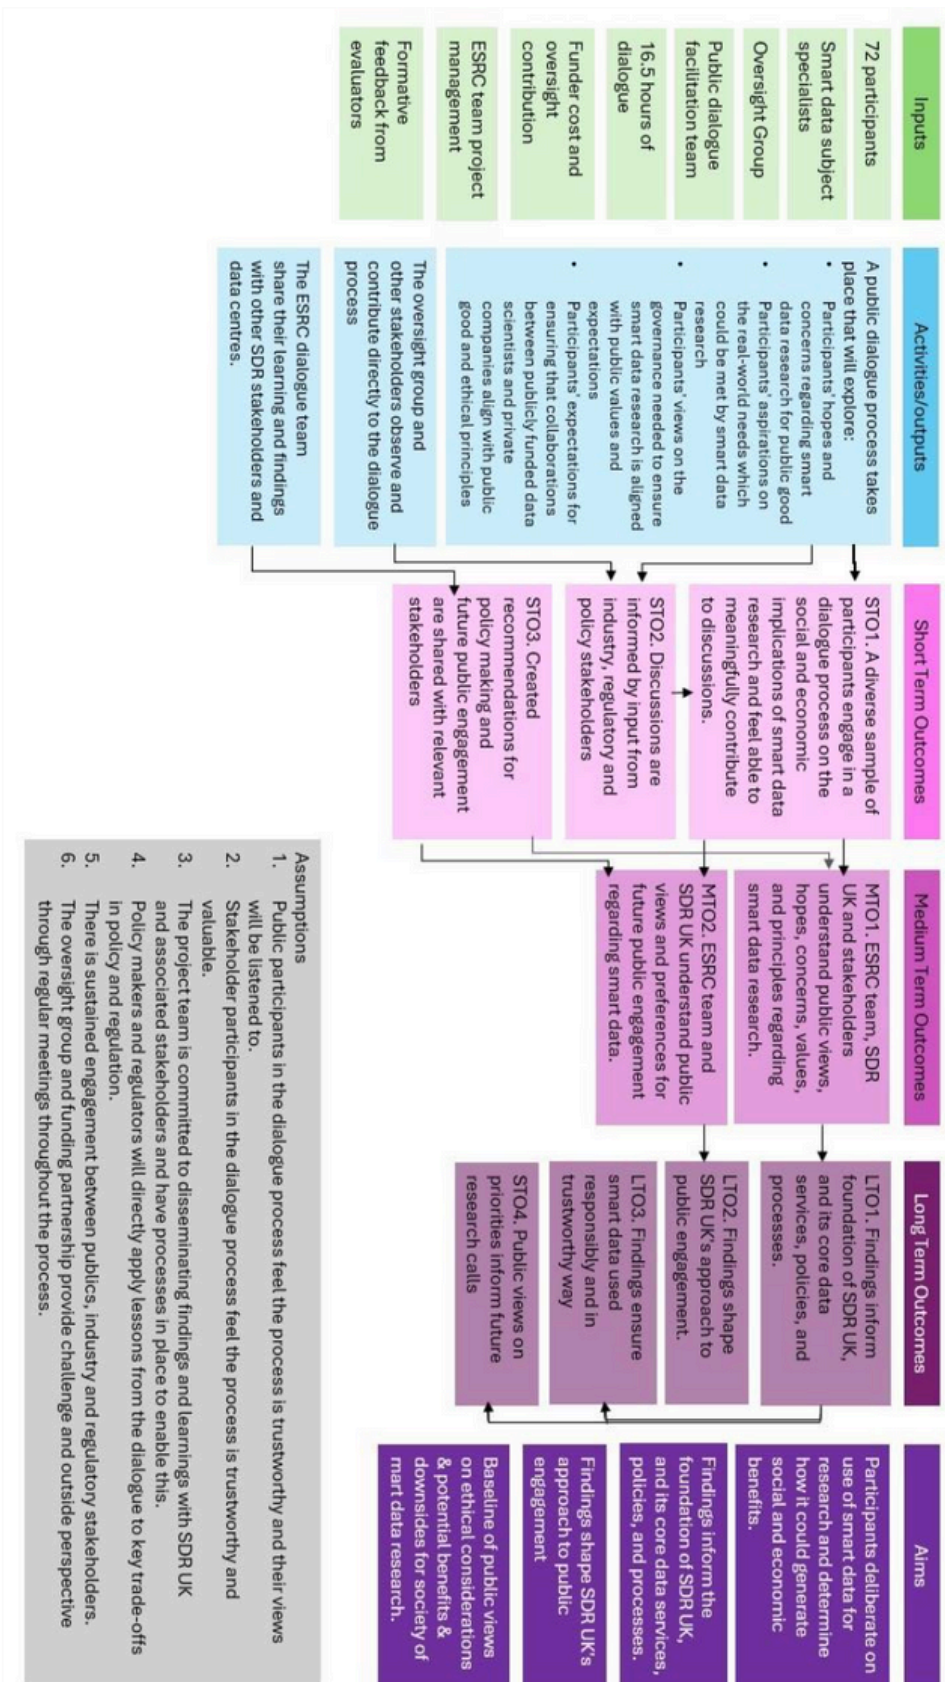 Inputs
72 participants
Smart data subject
specialists
Oversight Group
Public dialogue
facilitation team
16.5 hours of
dialogue
Funder cost and
oversight
contribution
ESRC team project
management
Formative
feedback from
evaluators
Activities/outputs
A public dialogue process takes
place that will explore:
• Participants' hopes and
concerns regarding smart
data research for public good
• Participants' aspirations on
the real-world needs which
could be met by smart data
research
• Participants' views on the
governance needed to ensure
smart data research is aligned
with public values and
expectations
• Participants' expectations for
ensuring that collaborations
between publicly funded data
scientists and private
companies align with public
good and ethical principles
The oversight group and
other stakeholders observe and
contribute directly to the dialogue
process
The ESRC dialogue team
share their learning and findings
with other SDR stakeholders and
data centres.
Short Term Outcomes
STO1. A diverse sample of
participants engage in a
dialogue process on the
social and economic
implications of smart data
research and feel able to
meaningfully contribute
to discussions.
STO2. Discussions are
informed by input from
industry, regulatory and
policy stakeholders
STO3. Created
recommendations for
policy making and
future public engagement
are shared with relevant
stakeholders
Medium Term Outcomes
MTO1. ESRC team, SDR
UK and stakeholders
understand public views,
hopes, concerns, values,
and principles regarding
smart data research.
MTO2. ESRC team and
SDR UK understand public
views and preferences for
future public engagement
regarding smart data.
Long Term Outcomes
LTO1. Findings inform
foundation of SDR UK,
and its core data
services, policies, and
processes.
LTO2. Findings shape
SDR UK's approach to
public engagement.
LTO3. Findings ensure
smart data used
responsibly and in
trustworthy way
STO4. Public views on
priorities inform future
research calls
Aims
Participants deliberate on
use of smart data for
research and determine
how it could generate
social and economic
benefits.
Findings inform the
foundation of SDR UK,
and its core data services,
policies, and processes.
Findings shape SDR UK's
approach to public
engagement
Baseline of public views
on ethical considerations
& potential benefits &
downsides for society of
mart data research.
Assumptions
1. Public participants in the dialogue process feel the process is trustworthy and their views
will be listened to.
2. Stakeholder participants in the dialogue process feel the process is trustworthy and
valuable.
3. The project team is committed to disseminating findings and learnings with SDR UK
and associated stakeholders and have processes in place to enable this.
4. Policy makers and regulators will directly apply lessons from the dialogue to key trade-offs
in policy and regulation.
5. There is sustained engagement between publics, industry and regulatory stakeholders.
6. The oversight group and funding partnership provide challenge and outside perspective
through regular meetings throughout the process.